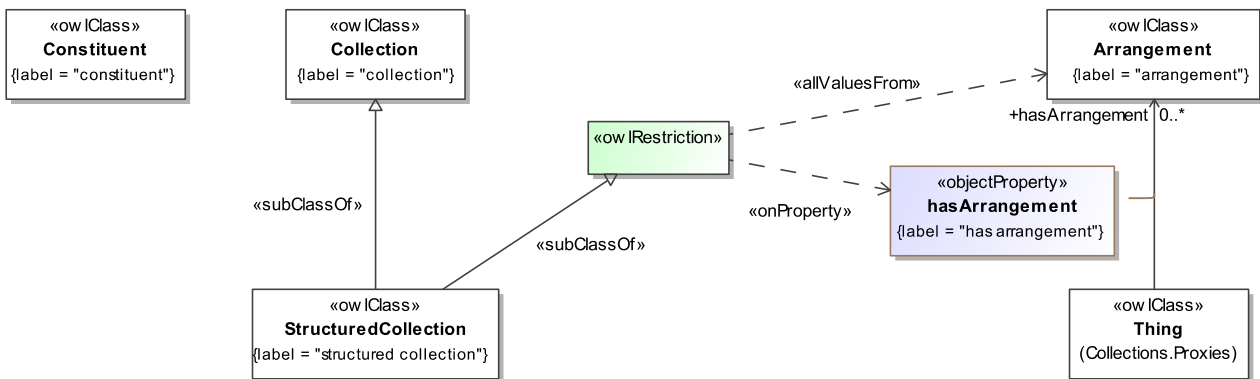 «owlClass»
Constituent
{label = "constituent"}
«owlClass»
Collection
{label = "collection"}
«owlClass»
Arrangement
{label = "arrangement"}
«allValuesFrom»
+hasArrangement 0..*
«owlRestriction»
«objectProperty»
hasArrangement
{label = "has arrangement"}
«onProperty»
«subClassOf»
«subClassOf»
«owlClass»
StructuredCollection
{label = "structured collection"}
«owlClass»
Thing
(Collections.Proxies)